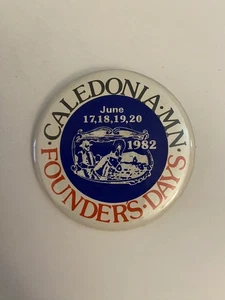 ·CALEDONIA·MN·
June
17,18,19,20
1982
FOUNDERS·DAYS